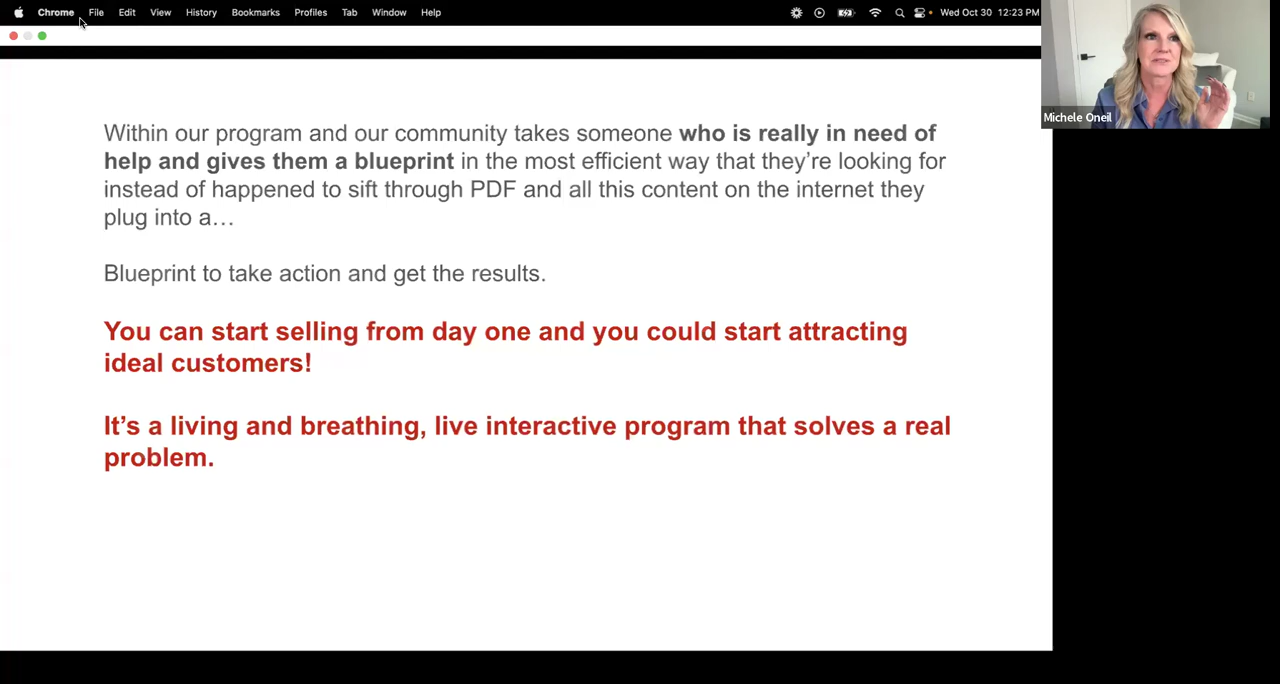 Chrome File Edit View History Bookmarks Profiles Tab Window Help Wed Oct 30 12:23 PM
Michele Oneil
Within our program and our community takes someone who is really in need of
help and gives them a blueprint in the most efficient way that they’re looking for
instead of happened to sift through PDF and all this content on the internet they
plug into a…
Blueprint to take action and get the results.
You can start selling from day one and you could start attracting
ideal customers!
It’s a living and breathing, live interactive program that solves a real
problem.